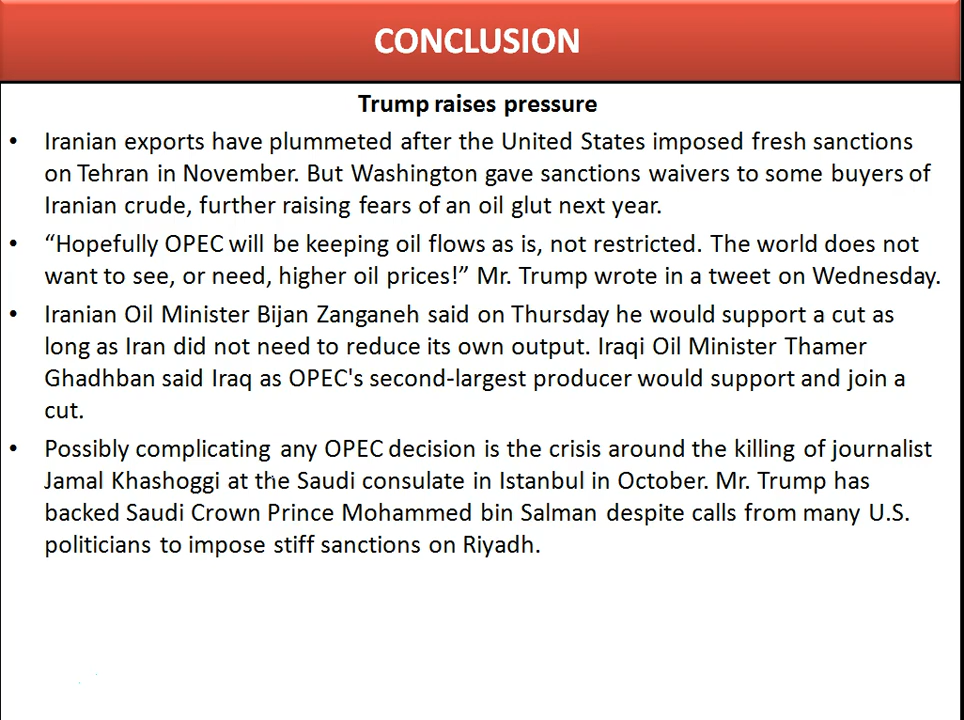 CONCLUSION
Trump raises pressure
• Iranian exports have plummeted after the United States imposed fresh sanctions
on Tehran in November. But Washington gave sanctions waivers to some buyers of
Iranian crude, further raising fears of an oil glut next year.
• “Hopefully OPEC will be keeping oil flows as is, not restricted. The world does not
want to see, or need, higher oil prices!” Mr. Trump wrote in a tweet on Wednesday.
• Iranian Oil Minister Bijan Zanganeh said on Thursday he would support a cut as
long as Iran did not need to reduce its own output. Iraqi Oil Minister Thamer
Ghadhban said Iraq as OPEC's second-largest producer would support and join a
cut.
• Possibly complicating any OPEC decision is the crisis around the killing of journalist
Jamal Khashoggi at the Saudi consulate in Istanbul in October. Mr. Trump has
backed Saudi Crown Prince Mohammed bin Salman despite calls from many U.S.
politicians to impose stiff sanctions on Riyadh.